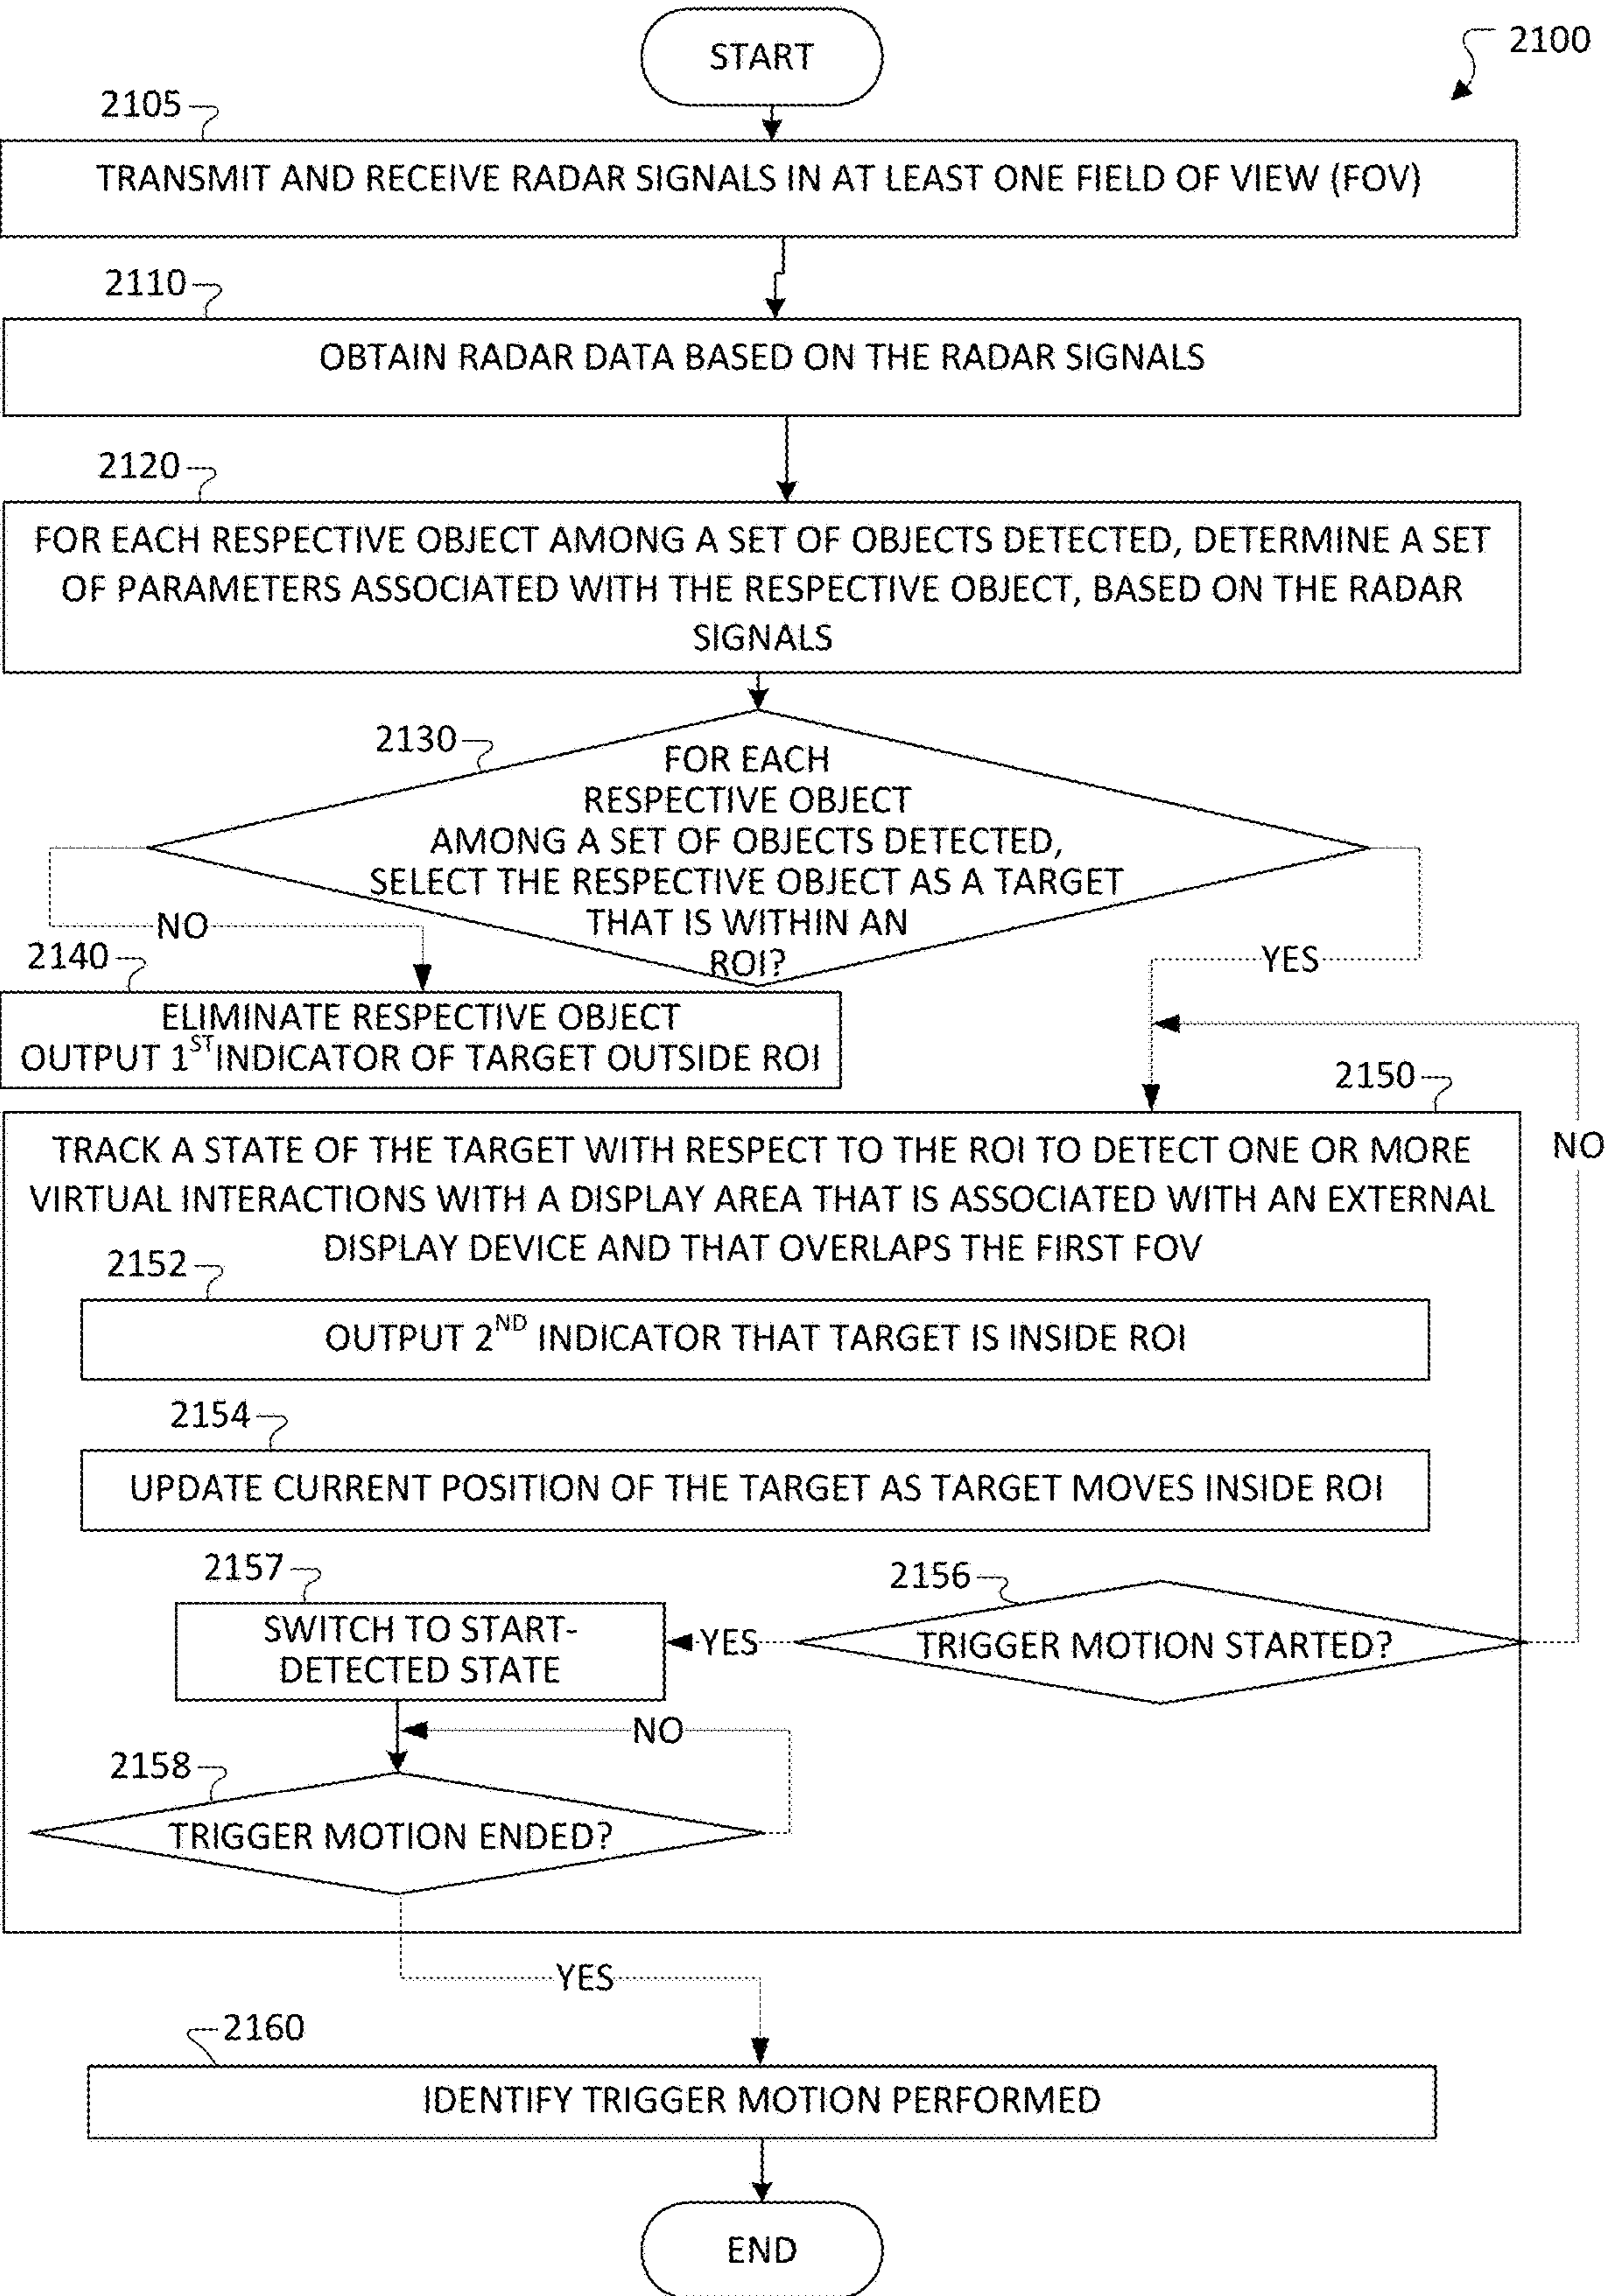 START
2100
2105
TRANSMIT AND RECEIVE RADAR SIGNALS IN AT LEAST ONE FIELD OF VIEW (FOV)
2110
OBTAIN RADAR DATA BASED ON THE RADAR SIGNALS
2120
FOR EACH RESPECTIVE OBJECT AMONG A SET OF OBJECTS DETECTED, DETERMINE A SET
OF PARAMETERS ASSOCIATED WITH THE RESPECTIVE OBJECT, BASED ON THE RADAR
SIGNALS
2130
FOR EACH
RESPECTIVE OBJECT
AMONG A SET OF OBJECTS DETECTED,
SELECT THE RESPECTIVE OBJECT AS A TARGET
THAT IS WITHIN AN
ROI?
NO
YES
2140
ELIMINATE RESPECTIVE OBJECT
OUTPUT 1ST INDICATOR OF TARGET OUTSIDE ROI
2150
NO
TRACK A STATE OF THE TARGET WITH RESPECT TO THE ROI TO DETECT ONE OR MORE
VIRTUAL INTERACTIONS WITH A DISPLAY AREA THAT IS ASSOCIATED WITH AN EXTERNAL
DISPLAY DEVICE AND THAT OVERLAPS THE FIRST FOV
2152
OUTPUT 2ND INDICATOR THAT TARGET IS INSIDE ROI
2154
UPDATE CURRENT POSITION OF THE TARGET AS TARGET MOVES INSIDE ROI
2156
TRIGGER MOTION STARTED?
YES
2157
SWITCH TO START-
DETECTED STATE
NO
2158
TRIGGER MOTION ENDED?
YES
2160
IDENTIFY TRIGGER MOTION PERFORMED
END